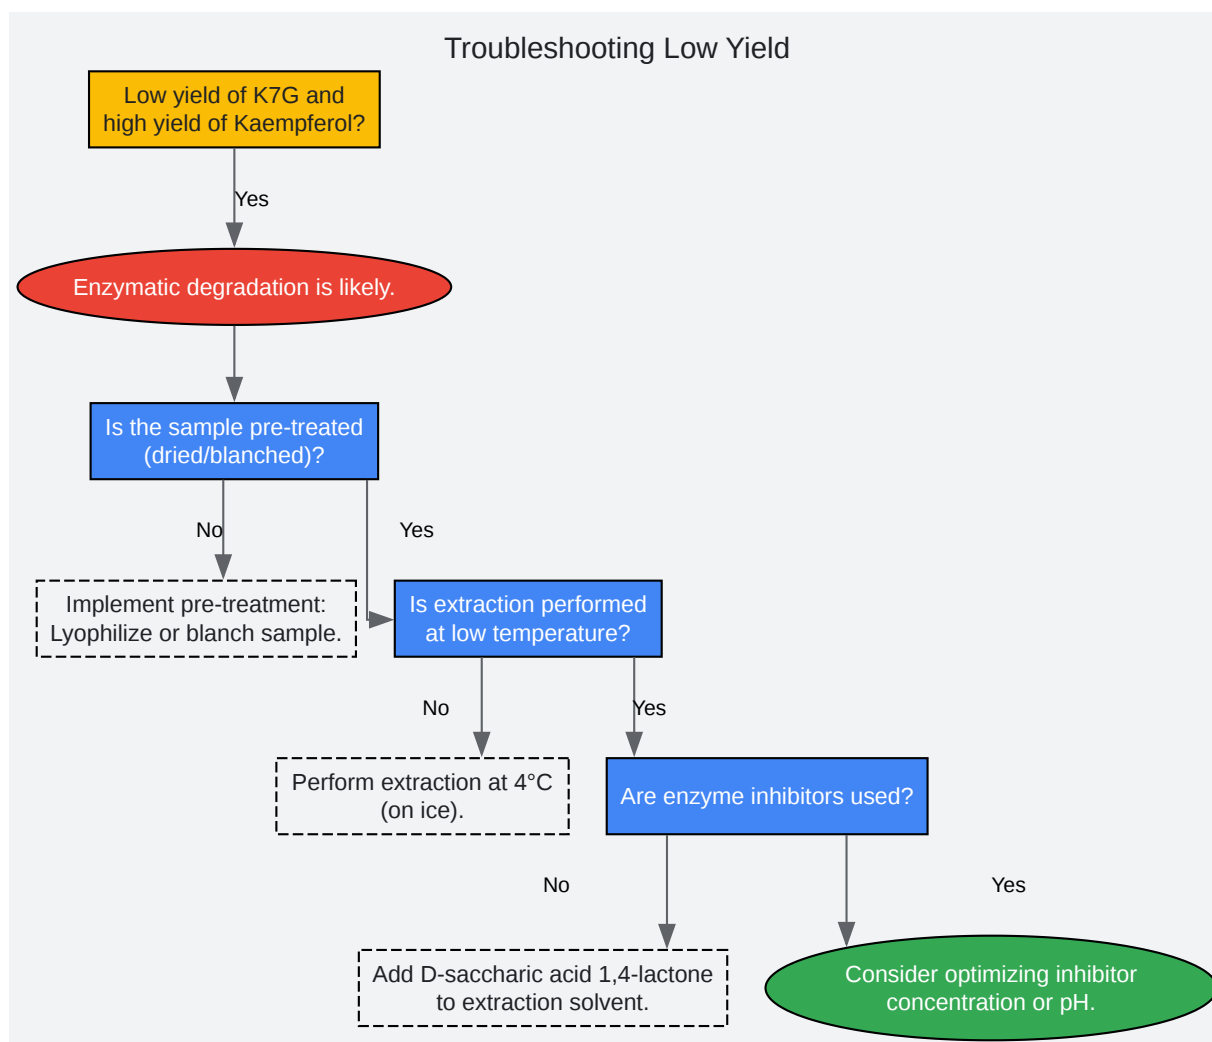 Troubleshooting Low Yield
Low yield of K7G and
high yield of Kaempferol?
Yes
Enzymatic degradation is likely.
Is the sample pre-treated
(dried/blanched)?
No
Yes
Implement pre-treatment:
Lyophilize or blanch sample.
Is extraction performed
at low temperature?
No
Yes
Perform extraction at 4°C
(on ice).
Are enzyme inhibitors used?
No
Yes
Add D-saccharic acid 1,4-lactone
to extraction solvent.
Consider optimizing inhibitor
concentration or pH.